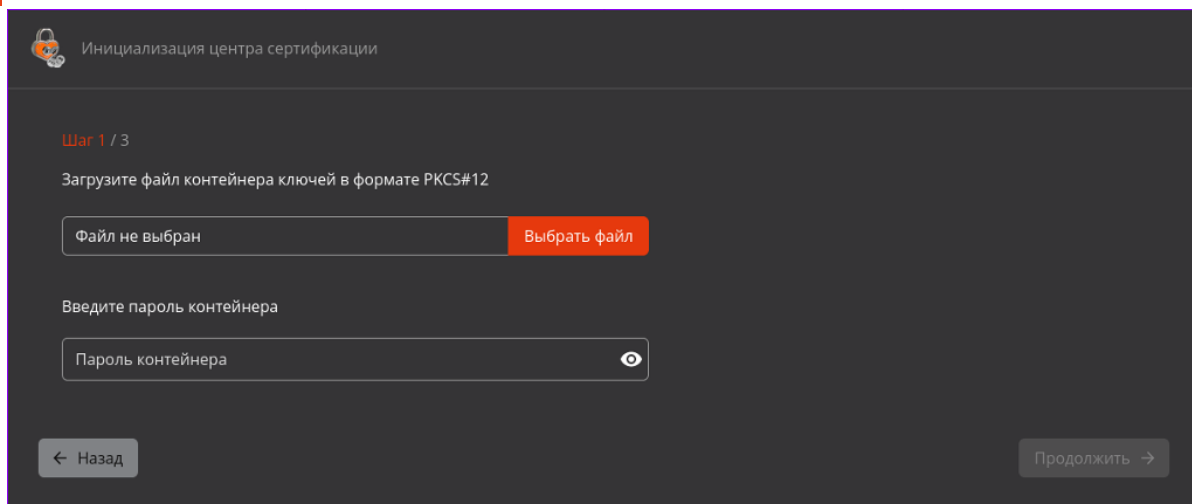 Инициализация центра сертификации
Шаг 1 / 3
Загрузите файл контейнера ключей в формате PKCS#12
Файл не выбран Выбрать файл
Введите пароль контейнера
Пароль контейнера
← Назад Продолжить →